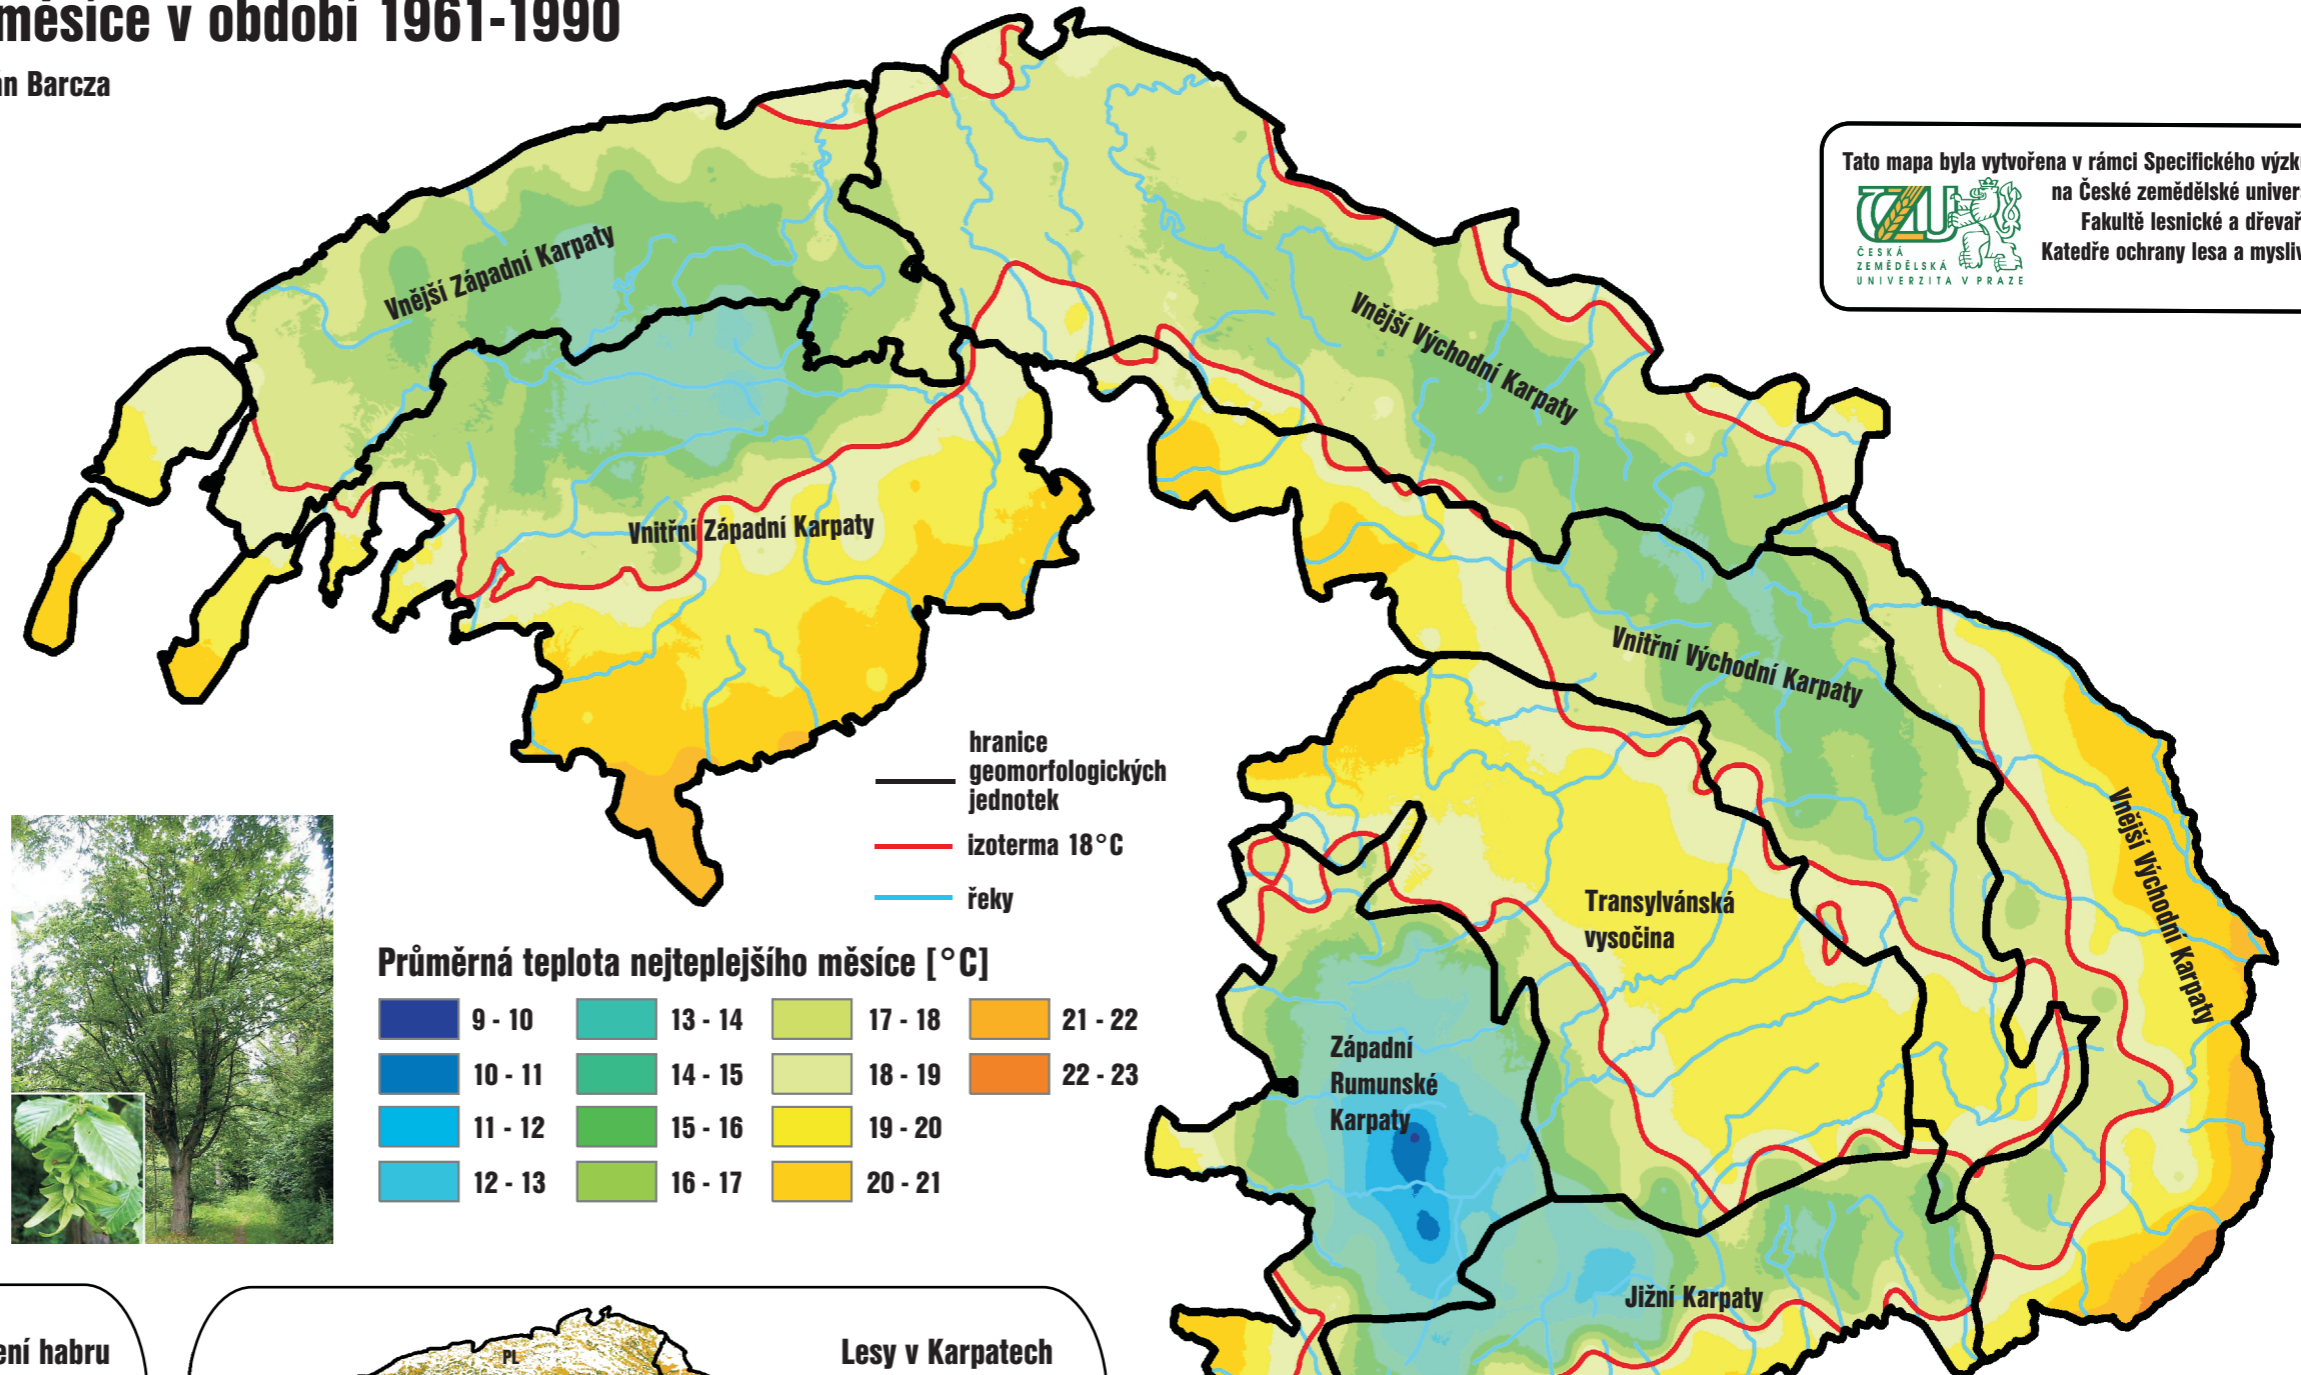 měsíce v období 1961-1990
án Barcza
Tato mapa byla vytvořena v rámci Specifického výzk
na České zemědělské univer
Fakultě lesnické a dřevař
Katedře ochrany lesa a mysliv
ČZU
ČESKÁ
ZEMĚDĚLSKÁ
UNIVERZITA V PRAZE
Vnější Západní Karpaty
Vnější Východní Karpaty
Vnitřní Západní Karpaty
Vnitřní Východní Karpaty
Vnější Východní Karpaty
Transylvánská
vysočina
Západní
Rumunské
Karpaty
Jižní Karpaty
hranice
geomorfologických
jednotek
izoterma 18°C
řeky
Průměrná teplota nejteplejšího měsíce [°C]
9 - 10
13 - 14
17 - 18
21 - 22
10 - 11
14 - 15
18 - 19
22 - 23
11 - 12
15 - 16
19 - 20
12 - 13
16 - 17
20 - 21
ení habru
PL
Lesy v Karpatech